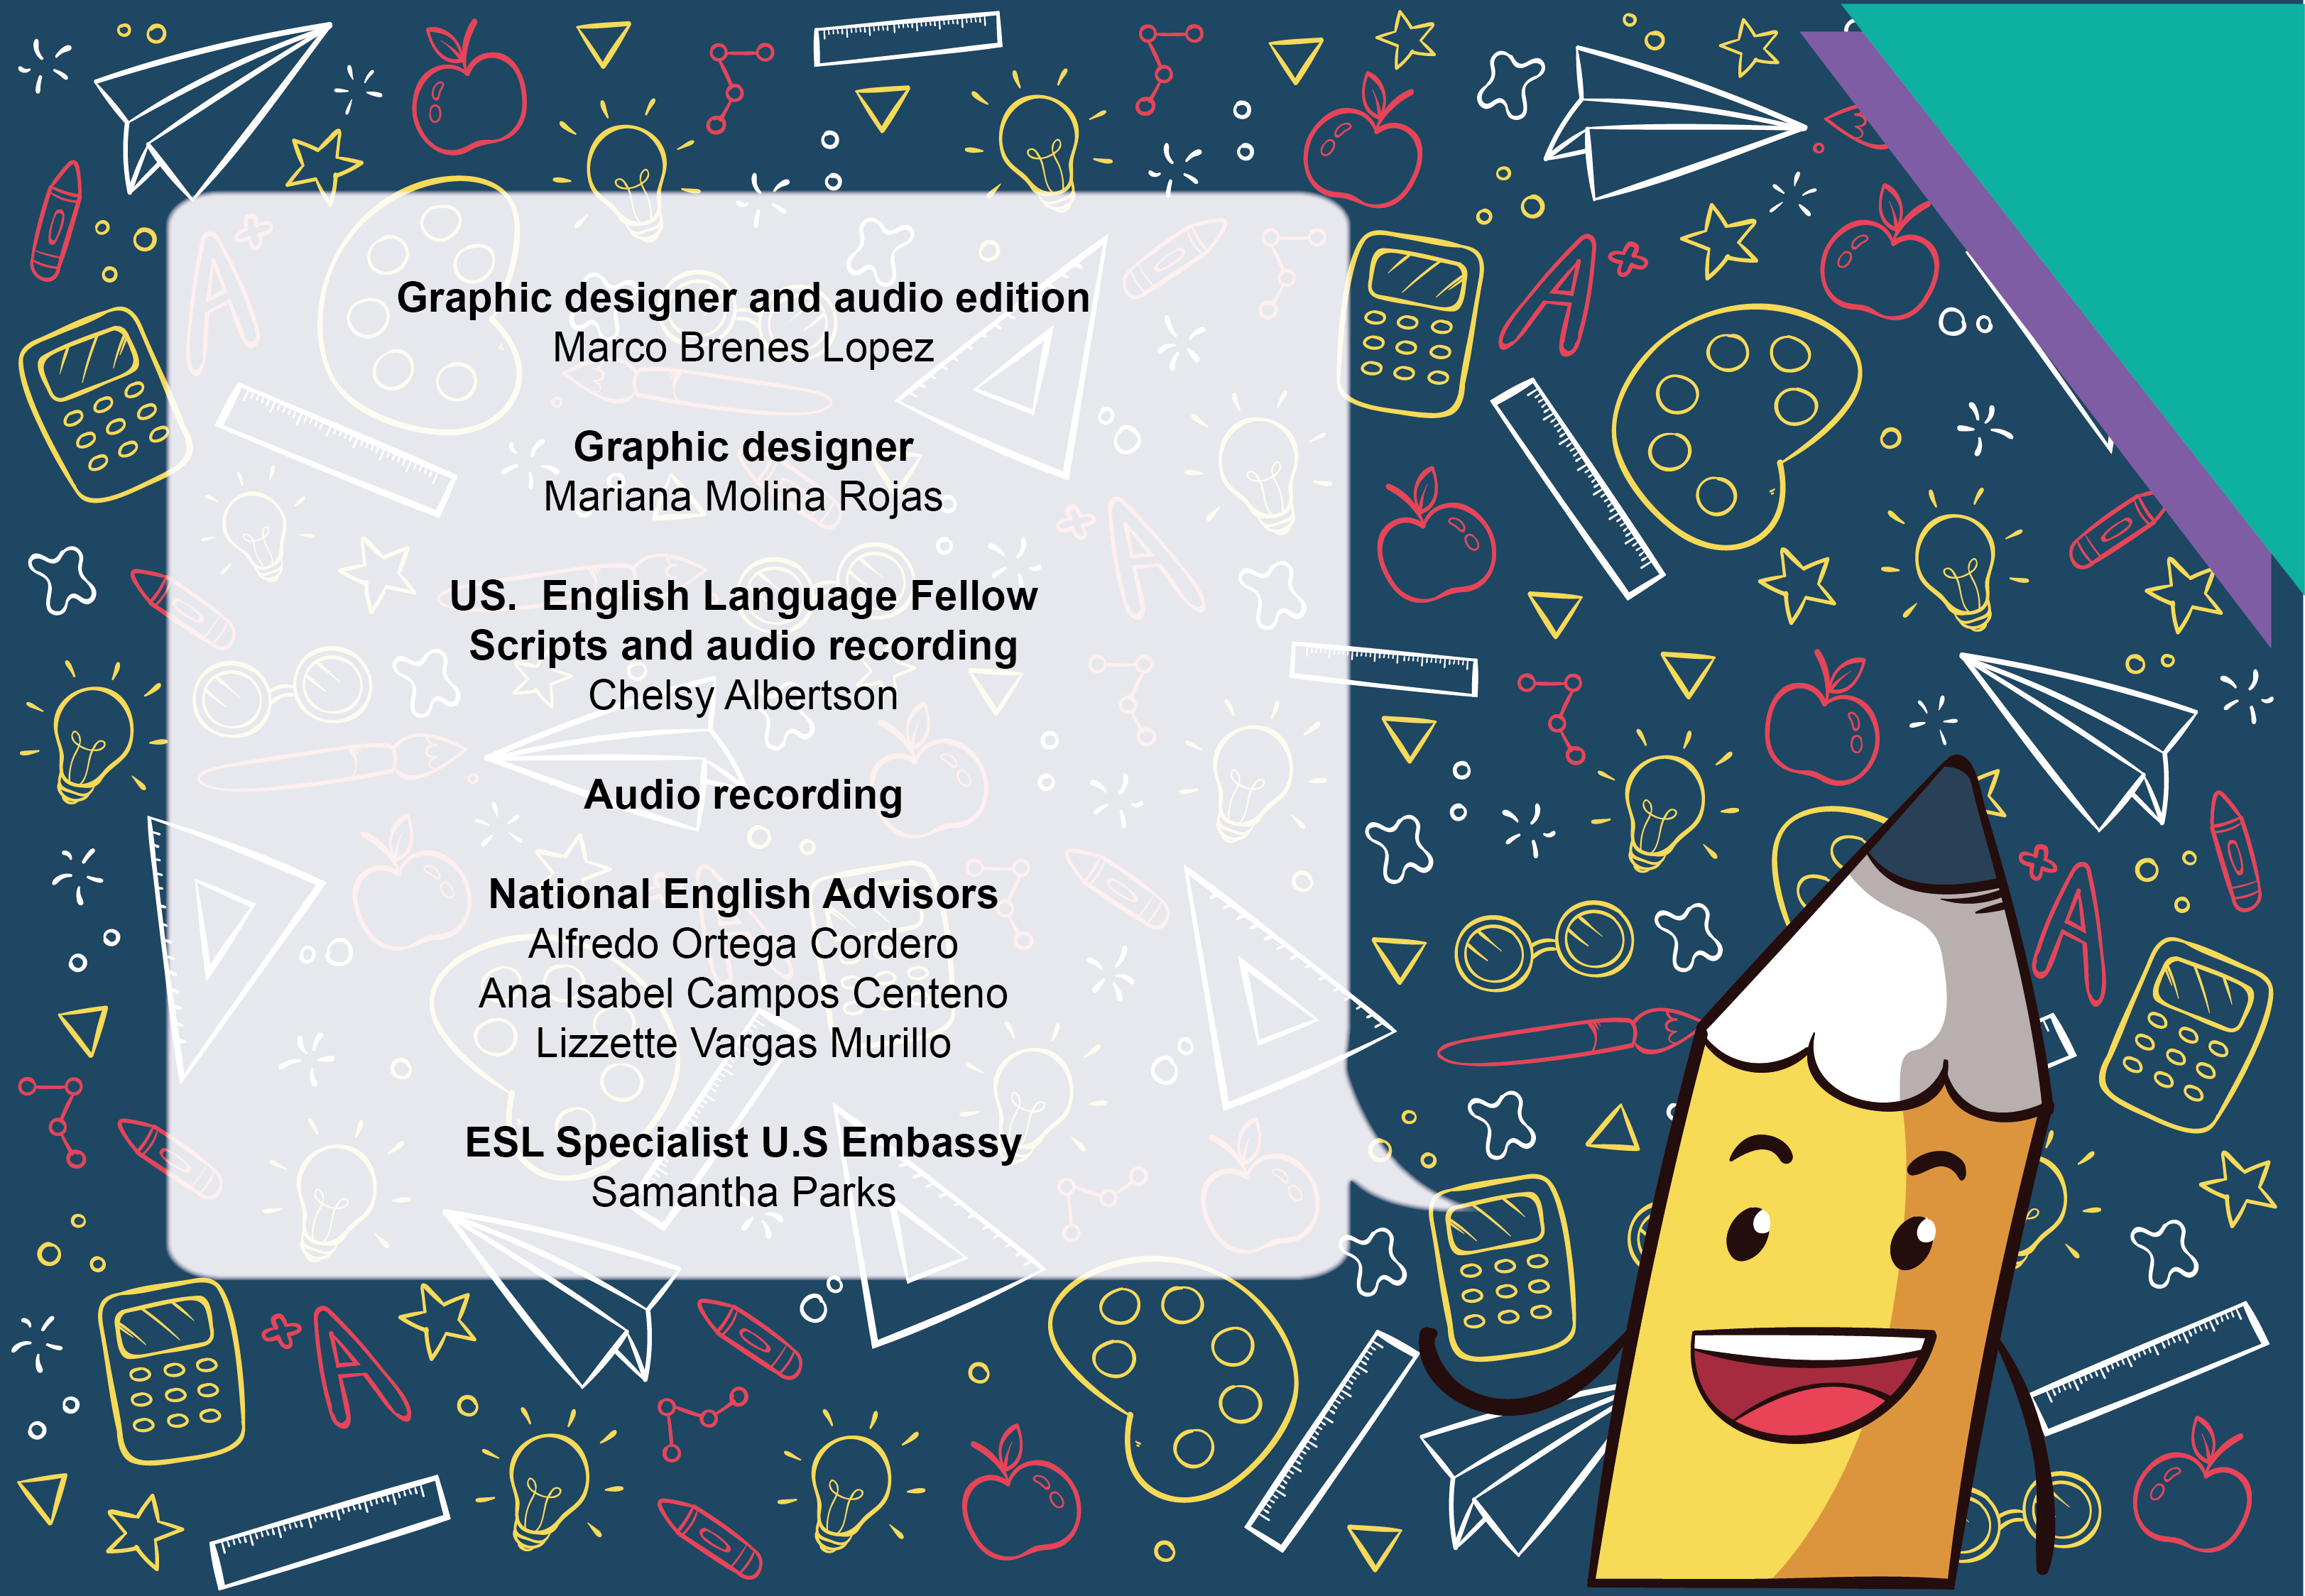 Graphic designer and audio edition
Marco Brenes Lopez
Graphic designer
Mariana Molina Rojas
US.  English Language Fellow
Scripts and audio recording
Chelsy Albertson
Audio recording
National English Advisors
Alfredo Ortega Cordero
Ana Isabel Campos Centeno
Lizzette Vargas Murillo
ESL Specialist U.S Embassy
Samantha Parks